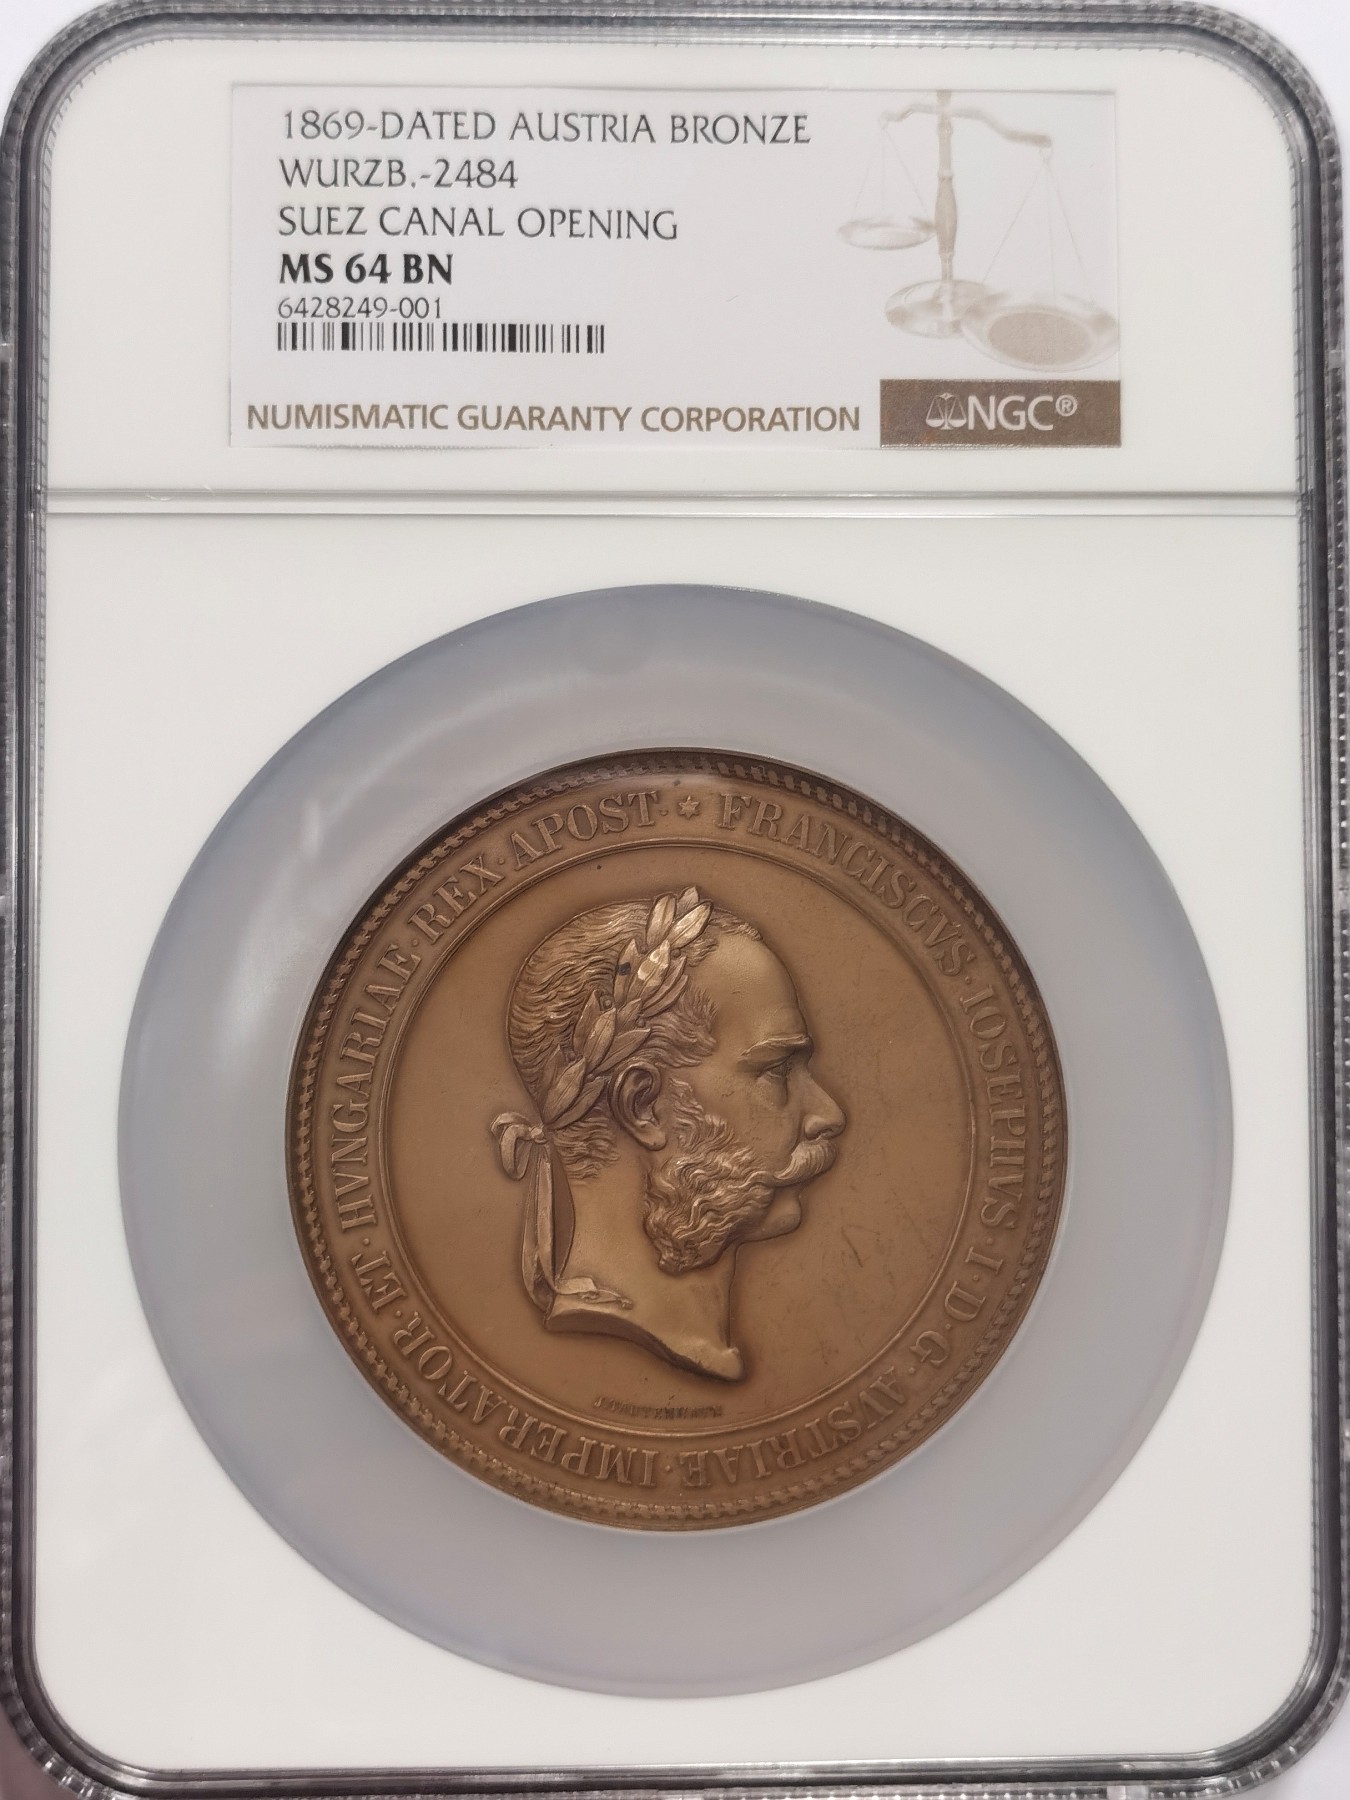 1869-DATED AUSTRIA BRONZE
WURZB.-2484
SUEZ CANAL OPENING
MS 64 BN
6428249-001
NUMISMATIC GUARANTY CORPORATION
NGC®
FRANCISCVS·IOSEPHVS·I·D·G·AVSTRIAE·IMPERATOR·ET·HVNGARIAE·REX·APOST·